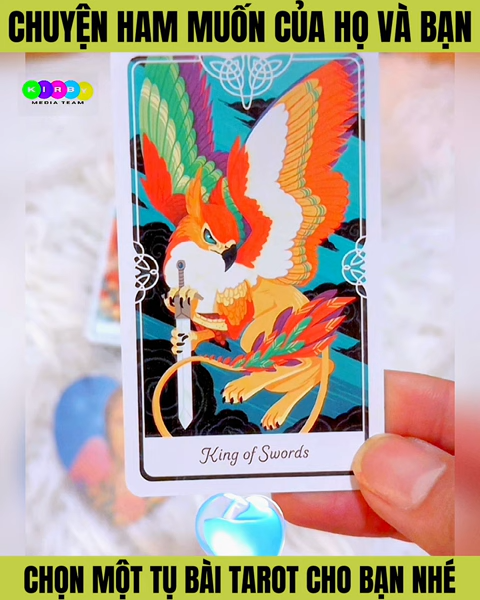 CHUYỆN HAM MUỐN CỦA HỌ VÀ BẠN
KIRBY
MEDIA TEAM
King of Swords
CHỌN MỘT TỤ BÀI TAROT CHO BẠN NHÉ